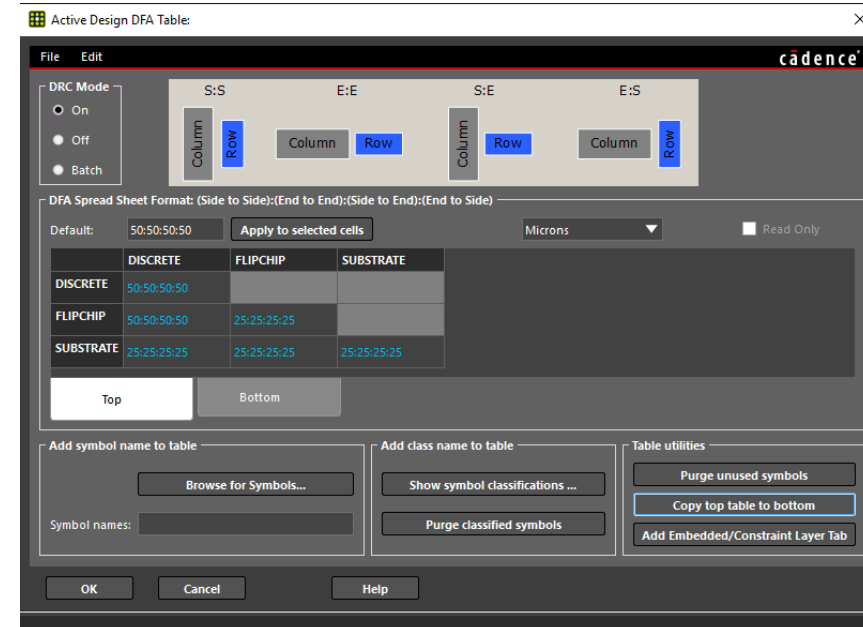 Active Design DFA Table:
File Edit
cādence
DRC Mode
On
Off
Batch
S:S E:E S:E E:S
Column Row Column Row Column Row Column Row
DFA Spread Sheet Format: (Side to Side):(End to End):(Side to End):(End to Side)
Default: 50:50:50:50 Apply to selected cells Microns Read Only
DISCRETE FLIPCHIP SUBSTRATE
DISCRETE 50:50:50:50
FLIPCHIP 50:50:50:50 25:25:25:25
SUBSTRATE 25:25:25:25 25:25:25:25 25:25:25:25
Top Bottom
Add symbol name to table
Browse for Symbols...
Symbol names:
Add class name to table
Show symbol classifications ...
Purge classified symbols
Table utilities
Purge unused symbols
Copy top table to bottom
Add Embedded/Constraint Layer Tab
OK Cancel Help